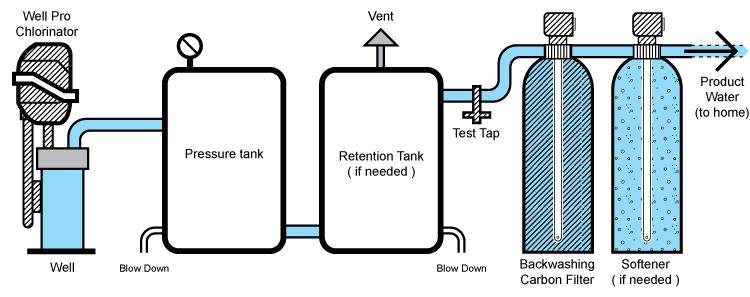 Well Pro
Chlorinator
Vent
Pressure tank
Retention Tank
( if needed )
Test Tap
Product
Water
(to home)
Well
Blow Down
Blow Down
Backwashing
Carbon Filter
Softener
( if needed )